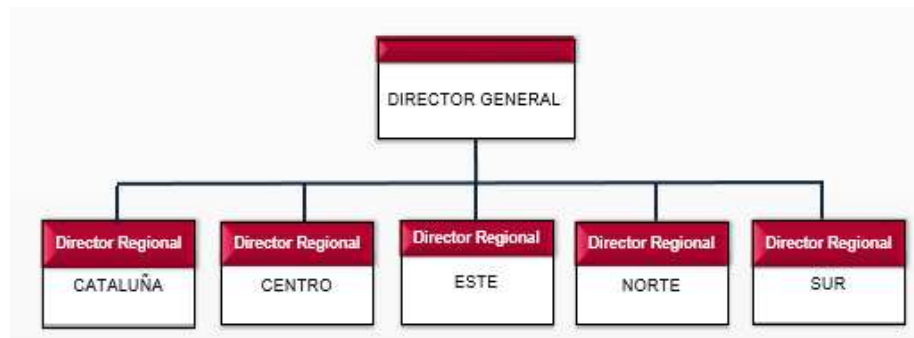 DIRECTOR GENERAL
Director Regional
CATALUÑA
Director Regional
CENTRO
Director Regional
ESTE
Director Regional
NORTE
Director Regional
SUR